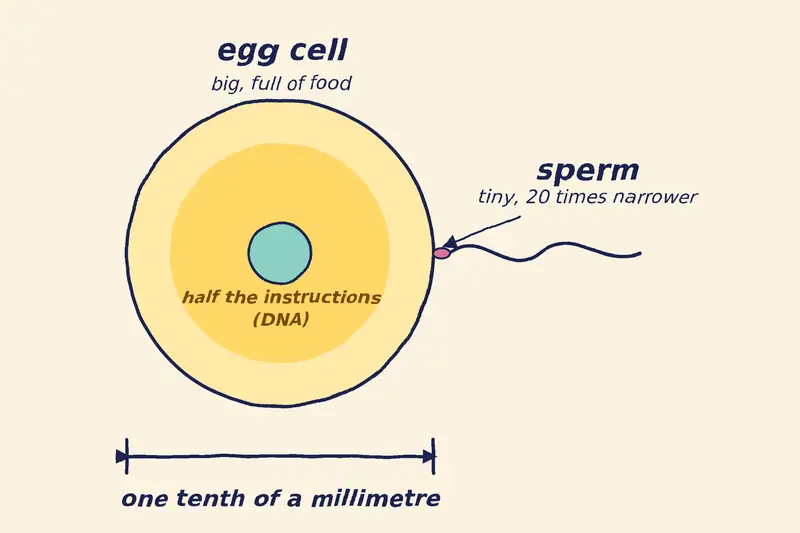 egg cell
big, full of food
sperm
tiny, 20 times narrower
half the instructions
(DNA)
one tenth of a millimetre